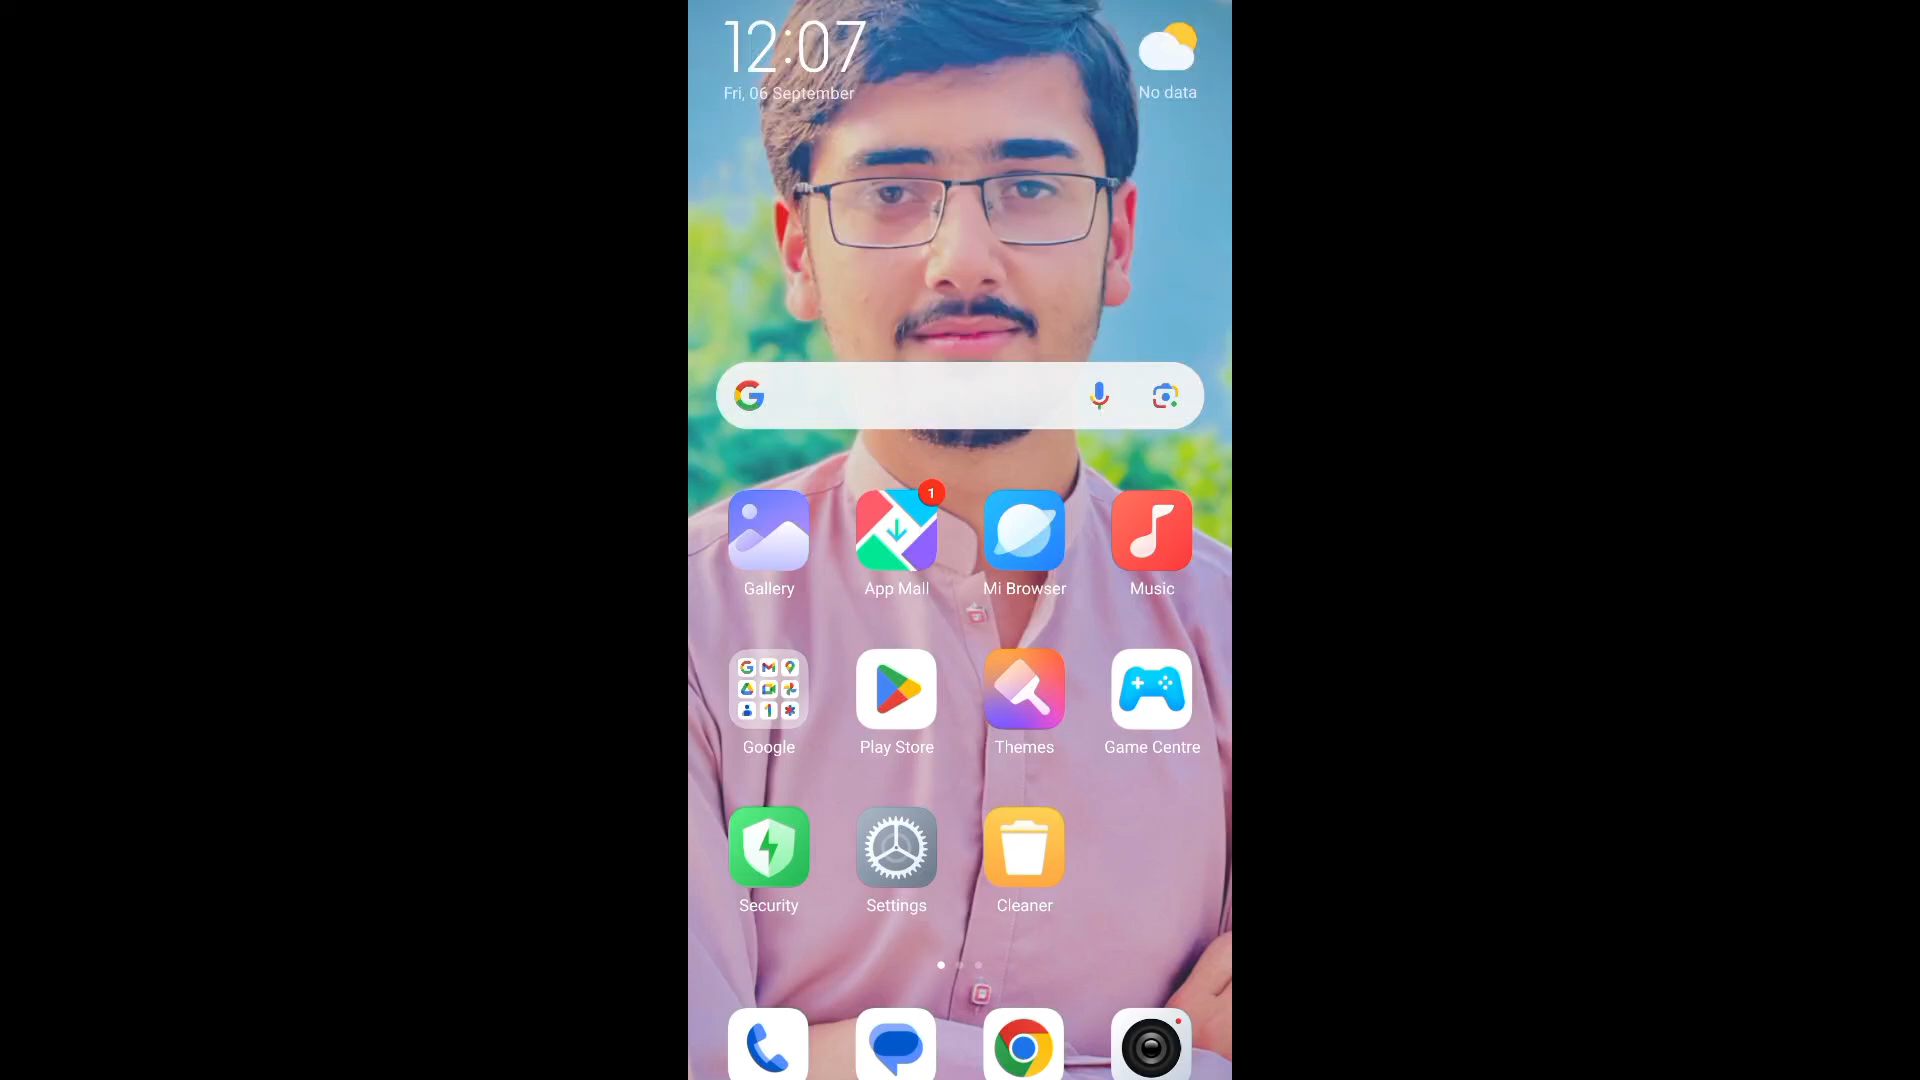 12:07
Fri, 06 September
No data
1
Gallery
App Mall
Mi Browser
Music
Google
Play Store
Themes
Game Centre
Security
Settings
Cleaner